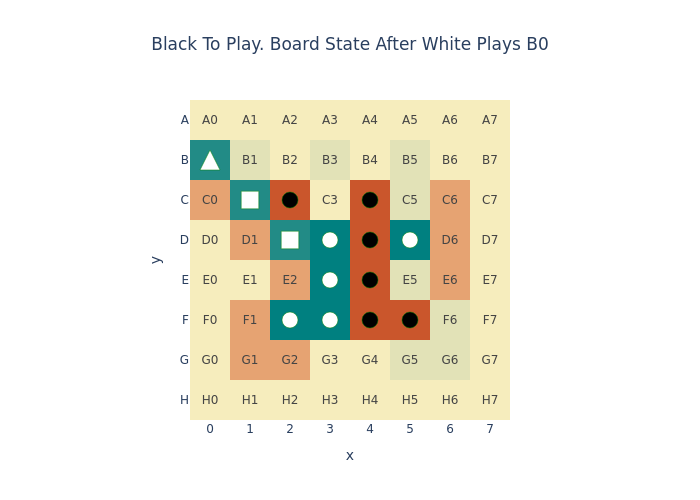 Black To Play. Board State After White Plays B0
A A0 A1 A2 A3 A4 A5 A6 A7
B B1 B2 B3 B4 B5 B6 B7
C C0 C3 C5 C6 C7
D D0 D1 D6 D7
y
E E0 E1 E2 E5 E6 E7
F F0 F1 F6 F7
G G0 G1 G2 G3 G4 G5 G6 G7
H H0 H1 H2 H3 H4 H5 H6 H7
0 1 2 3 4 5 6 7
x